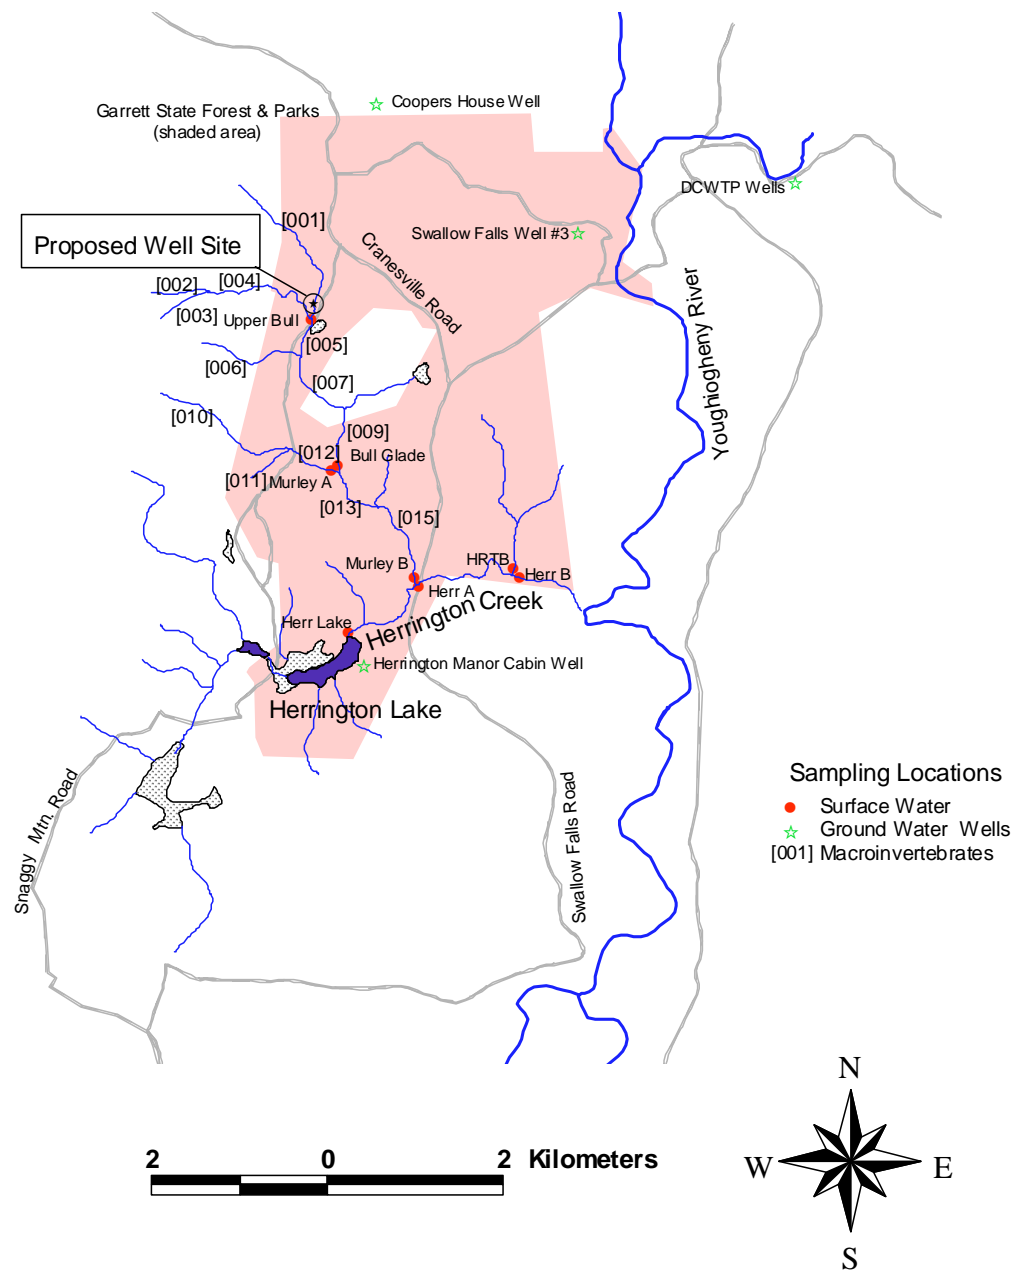 Coopers House Well
Garrett State Forest & Parks
(shaded area)
DCWTP Wells
[001]
Swallow Falls Well #3
Proposed Well Site
Cranesville Road
[002]
[004]
[003]
Upper Bull
Youghiogheny River
[005]
[006]
[007]
[010]
[009]
[012]
Bull Glade
[011]
Murley A
[013]
[015]
Murley B
HRTB
Herr B
Herr A
Herr Lake
Herrington Creek
Herrington Manor Cabin Well
Herrington Lake
Snaggy Mtn. Road
Swallow Falls Road
Sampling Locations
Surface Water
Ground Water Wells
[001] Macroinvertebrates
N
W
E
S
2 0 2 Kilometers